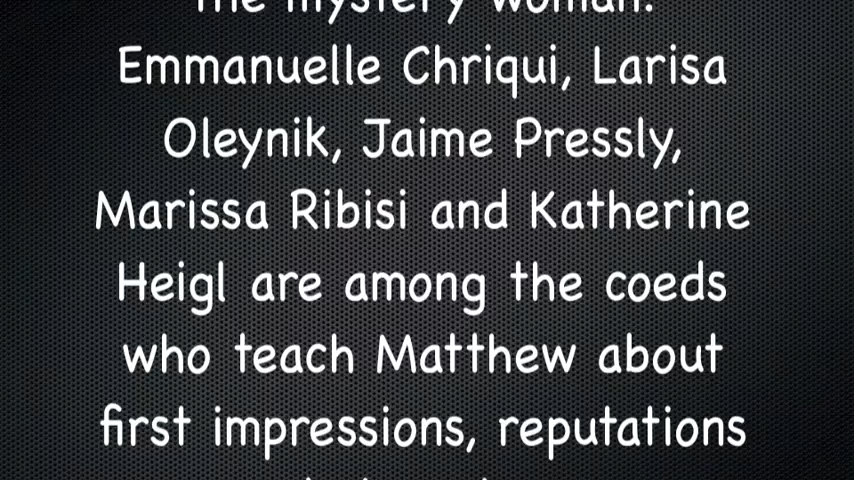 The mystery woman.
Emmanuelle Chriqui, Larisa
Oleynik, Jaime Pressly,
Marissa Ribisi and Katherine
Heigl are among the coeds
who teach Matthew about
first impressions, reputations